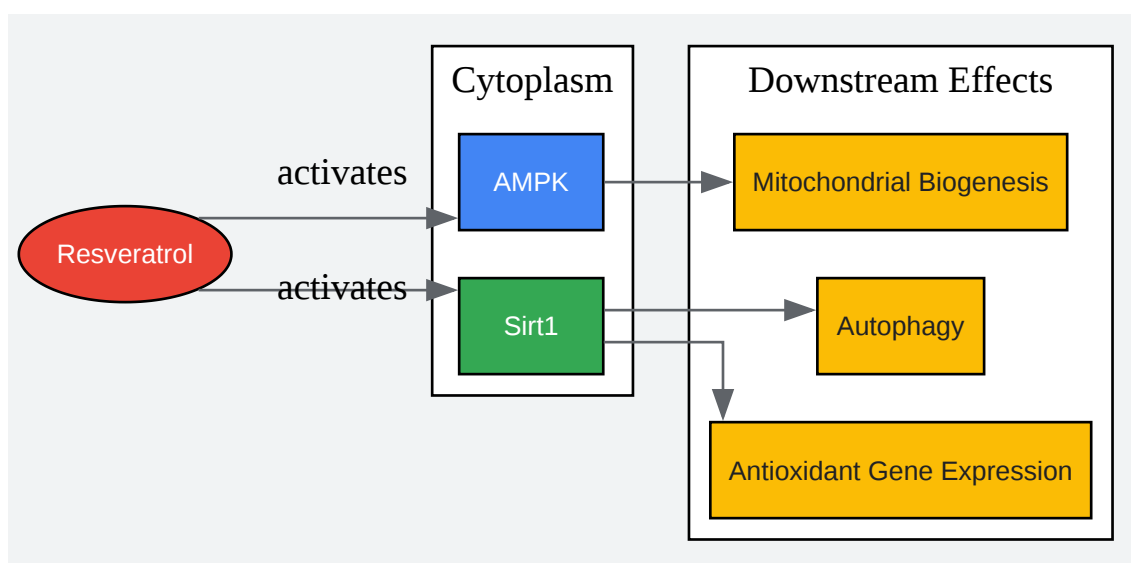 Cytoplasm
Downstream Effects
activates
AMPK
Mitochondrial Biogenesis
Resveratrol
activates
Sirt1
Autophagy
Antioxidant Gene Expression